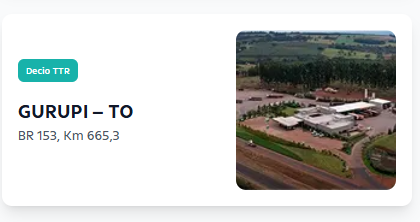 Decio TTR
GURUPI – TO
BR 153, Km 665,3